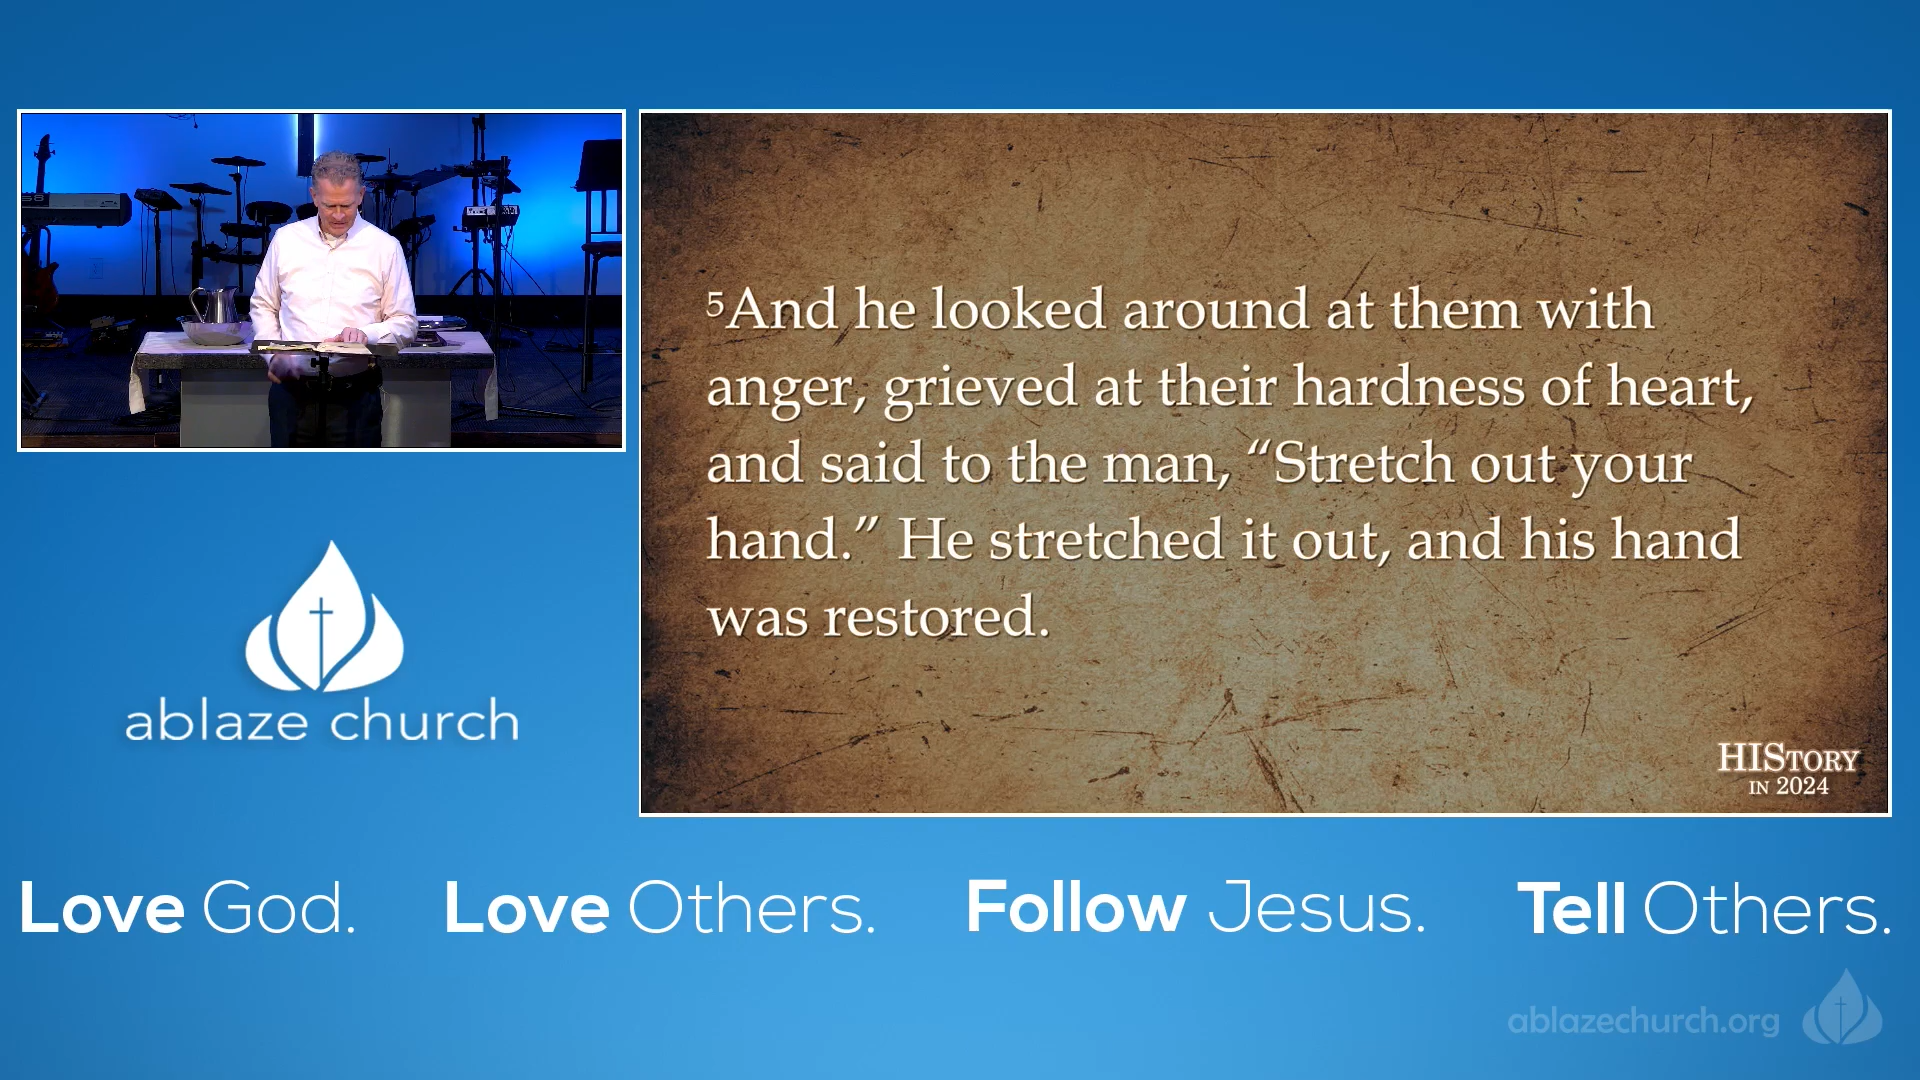 ⁵And he looked around at them with
anger, grieved at their hardness of heart,
and said to the man, “Stretch out your
hand.” He stretched it out, and his hand
was restored.
HIStory
in 2024
ablaze church
Love God. Love Others. Follow Jesus. Tell Others.
ablazechurch.org